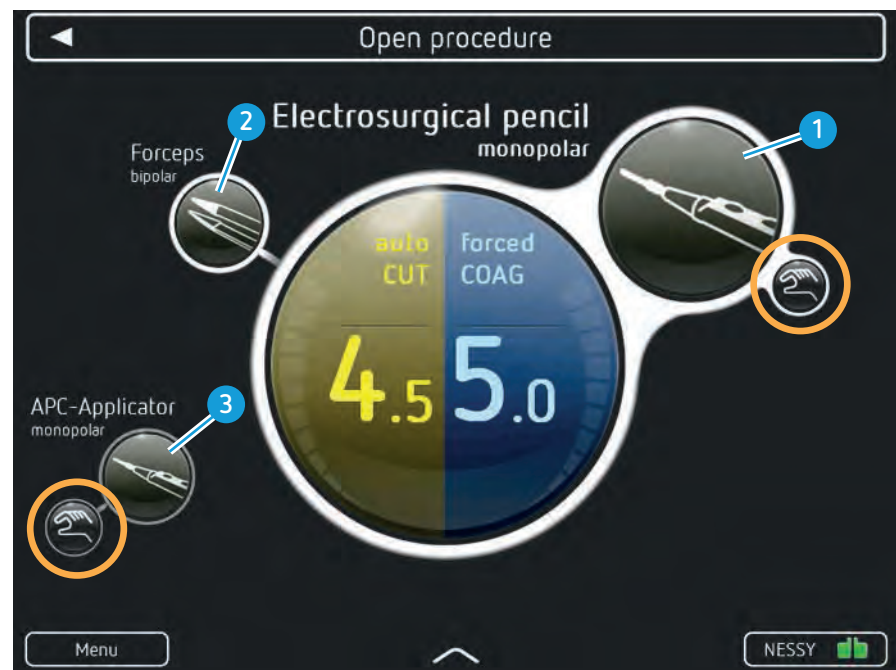 Open procedure
Electrosurgical pencil
monopolar
1
2
Forceps
bipolar
auto
CUT
forced
COAG
4.5
5.0
APC-Applicator
monopolar
3
Menu
NESSY